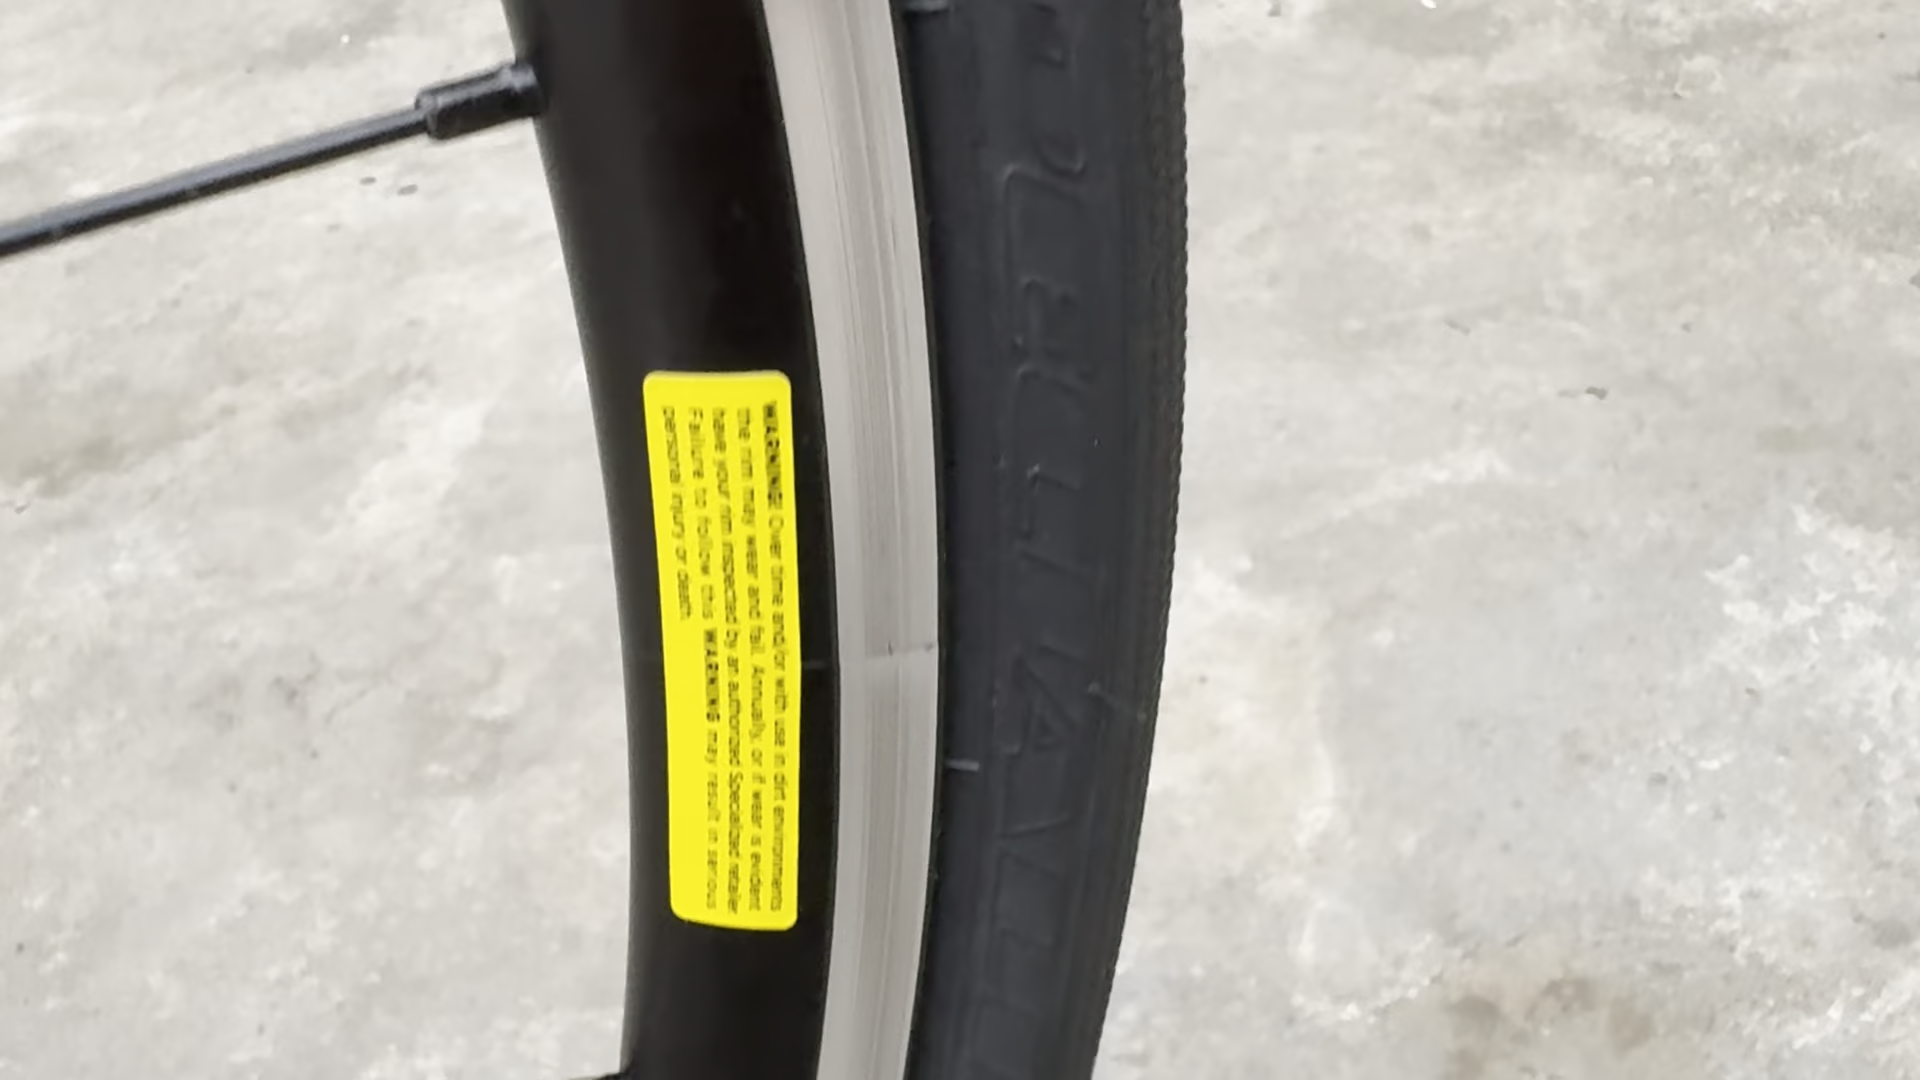 WARNING! Over time and/or with use in dirt environments
the rim may wear and fail. Annually, or if wear is evident
have your rim inspected by an authorized Specialized retailer
Failure to follow this WARNING may result in serious
personal injury or death